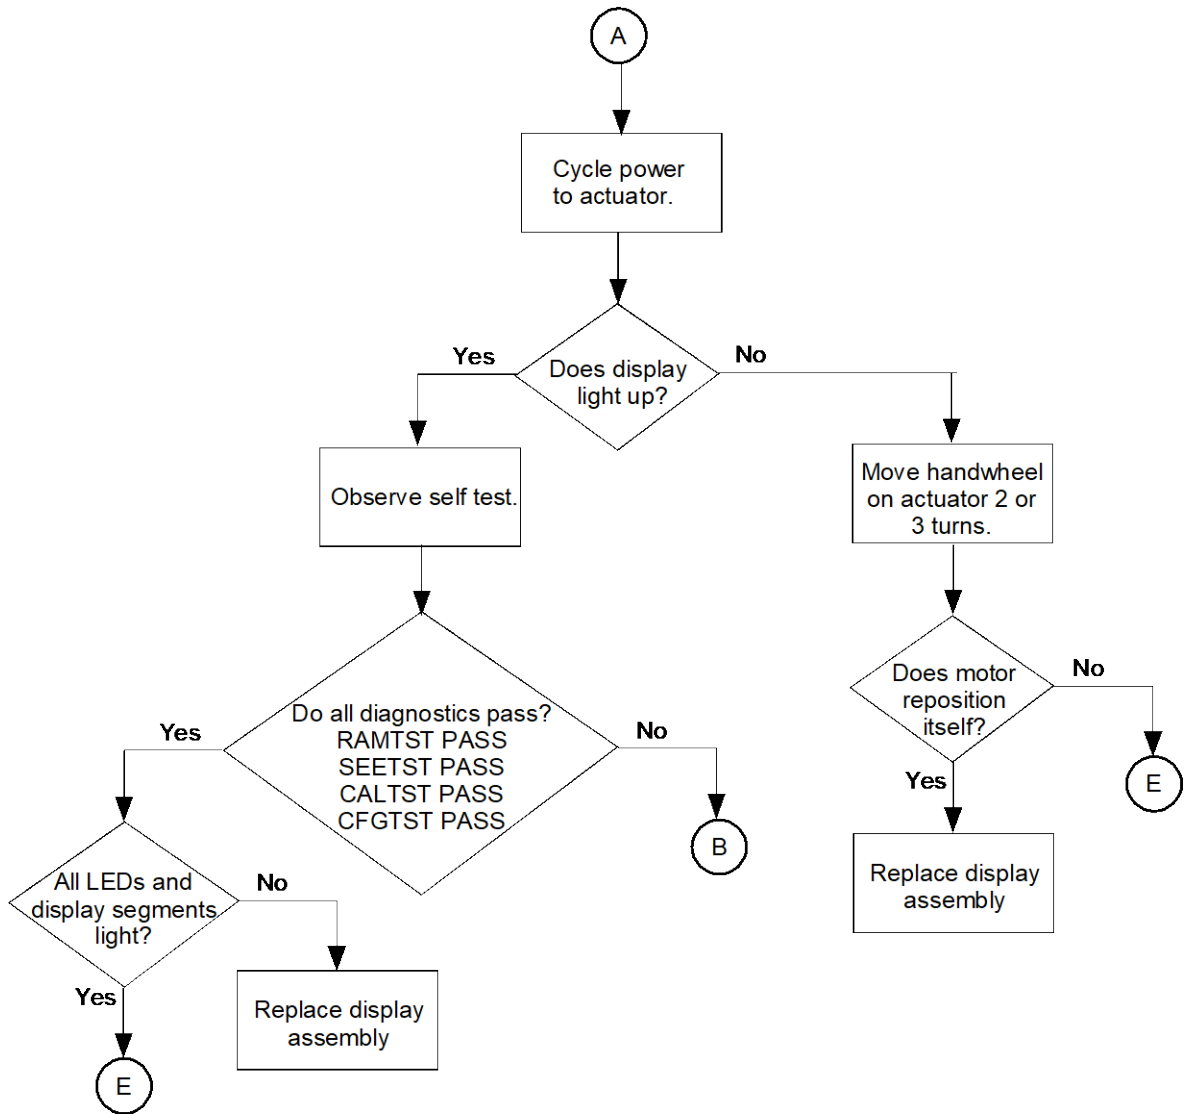 A
Cycle power
to actuator.
Does display
light up?
Yes
No
Observe self test.
Move handwheel
on actuator 2 or
3 turns.
Do all diagnostics pass?
RAMTST PASS
SEETST PASS
CALTST PASS
CFGTST PASS
Yes
No
Does motor
reposition
itself?
No
Yes
E
B
Replace display
assembly
All LEDs and
display segments
light?
No
Yes
Replace display
assembly
E